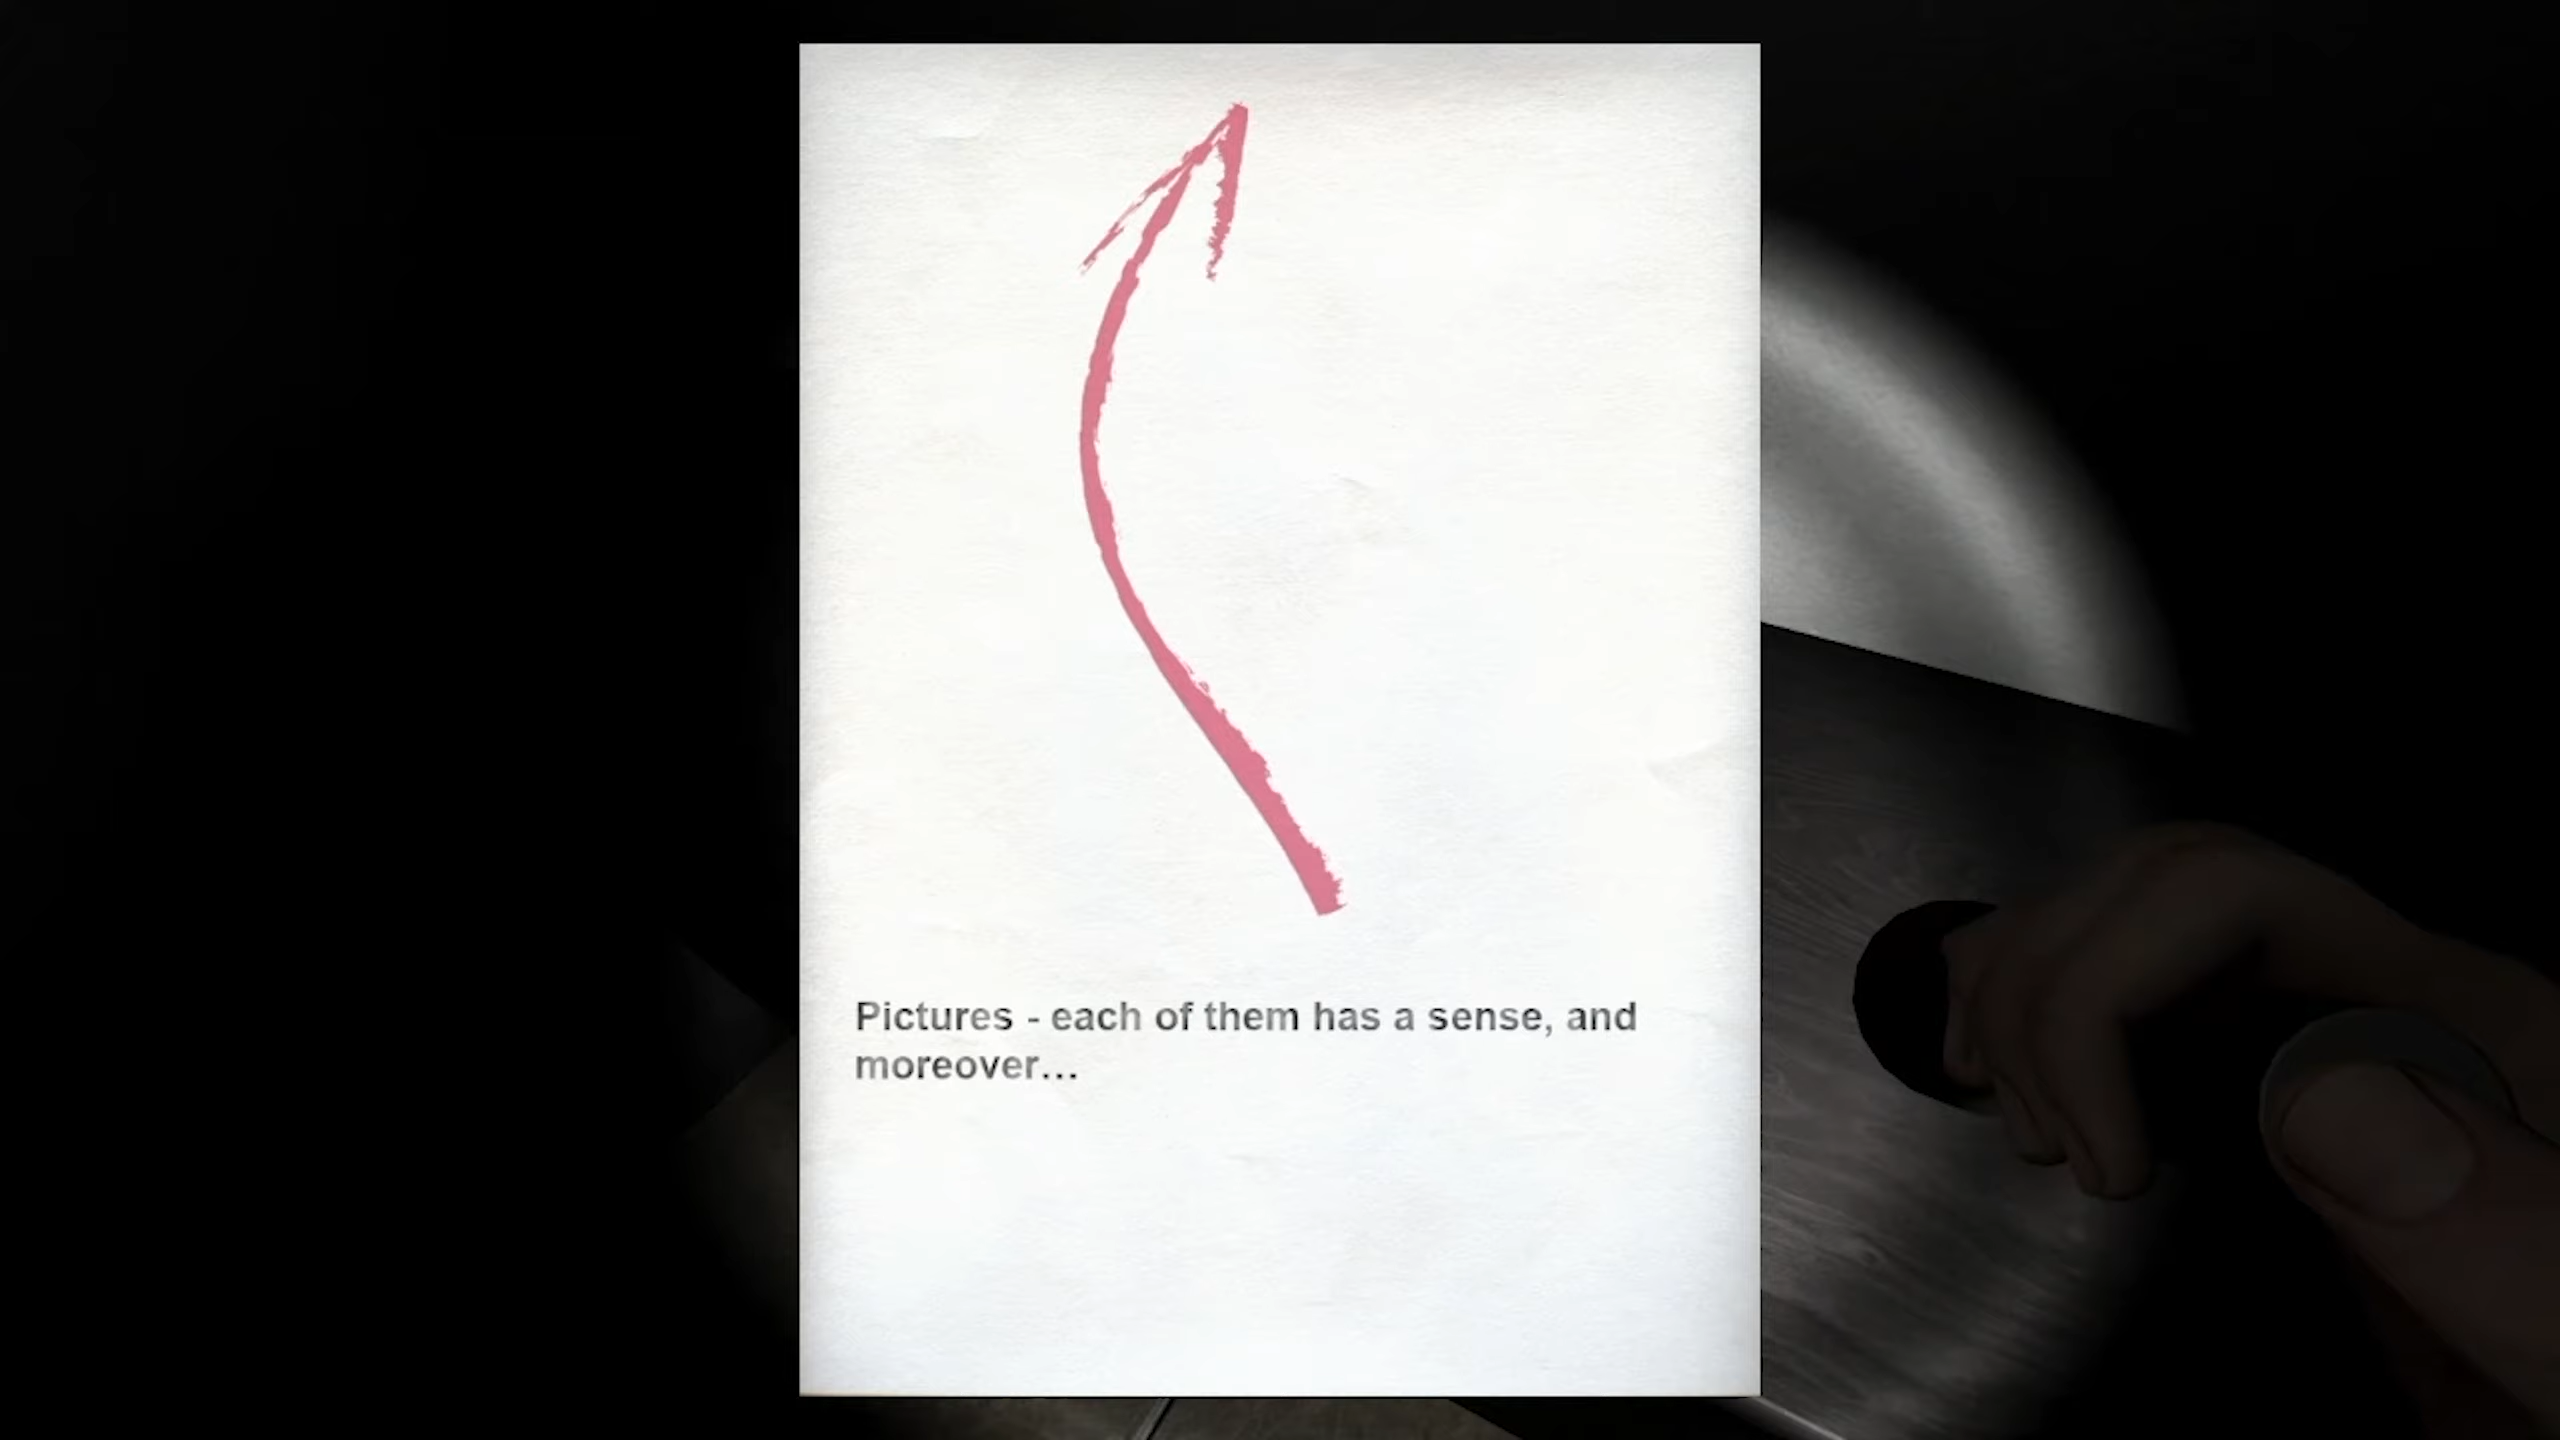 Pictures - each of them has a sense, and
moreover...